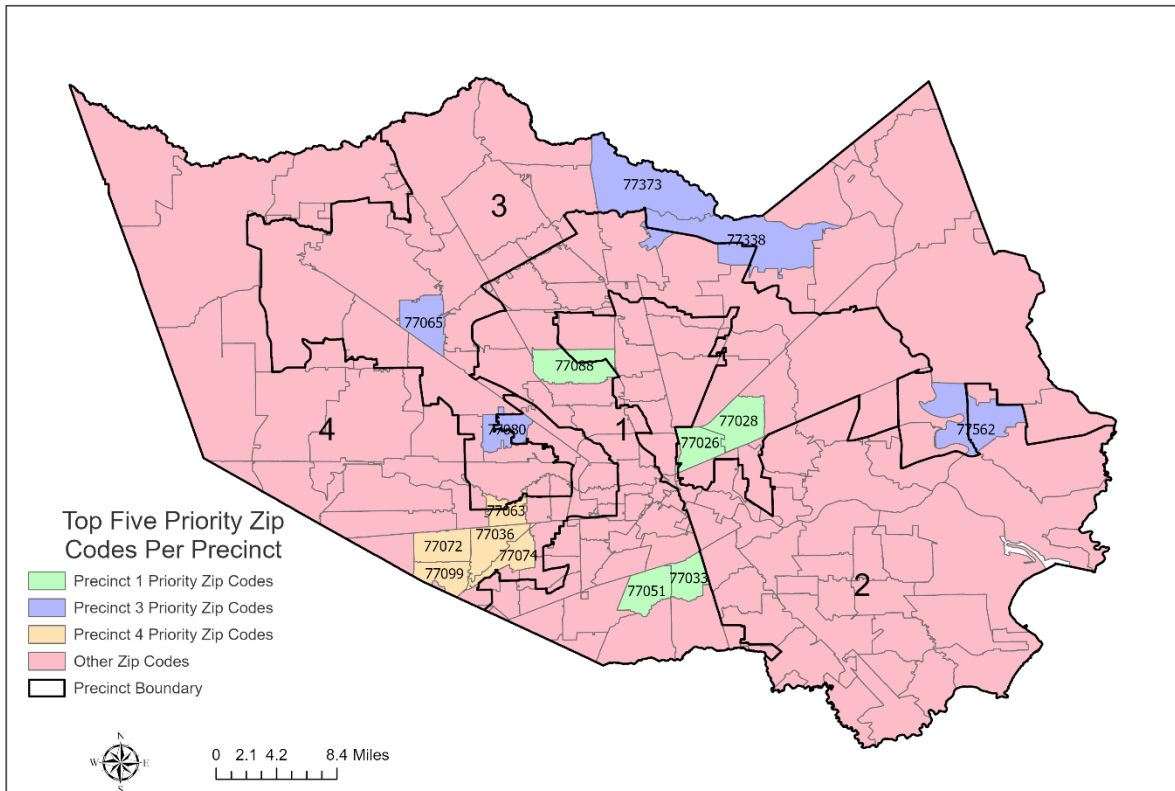 77373
3
77338
77065
77088
77028
77080
4
1
77562
77026
77063
77036
77072
77074
77099
77033
77051
2
Top Five Priority Zip
Codes Per Precinct
Precinct 1 Priority Zip Codes
Precinct 3 Priority Zip Codes
Precinct 4 Priority Zip Codes
Other Zip Codes
Precinct Boundary
N
W E
S
0 2.1 4.2 8.4 Miles